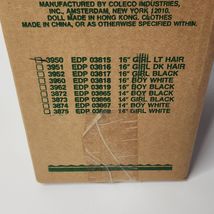 MANUFACTURED BY COLECO INDUSTRIES,
INC., AMSTERDAM, NEW YORK, 12010.
DOLL MADE IN HONG KONG. CLOTHES
MADE IN CHINA, OR AS OTHERWISE SPECIFIED WITHIN.
3950 EDP 03815 16" GIRL LT HAIR
3951 EDP 03816 16" GIRL DK HAIR
3952 EDP 03817 16" GIRL BLACK
3960 EDP 03818 16" BOY WHITE
3962 EDP 03819 16" BOY BLACK
3872 EDP 03865 14" BOY BLACK
3873 EDP 03866 14" GIRL BLACK
3874 EDP 03867 14" BOY WHITE
3875 EDP 03868 14" GIRL WHITE